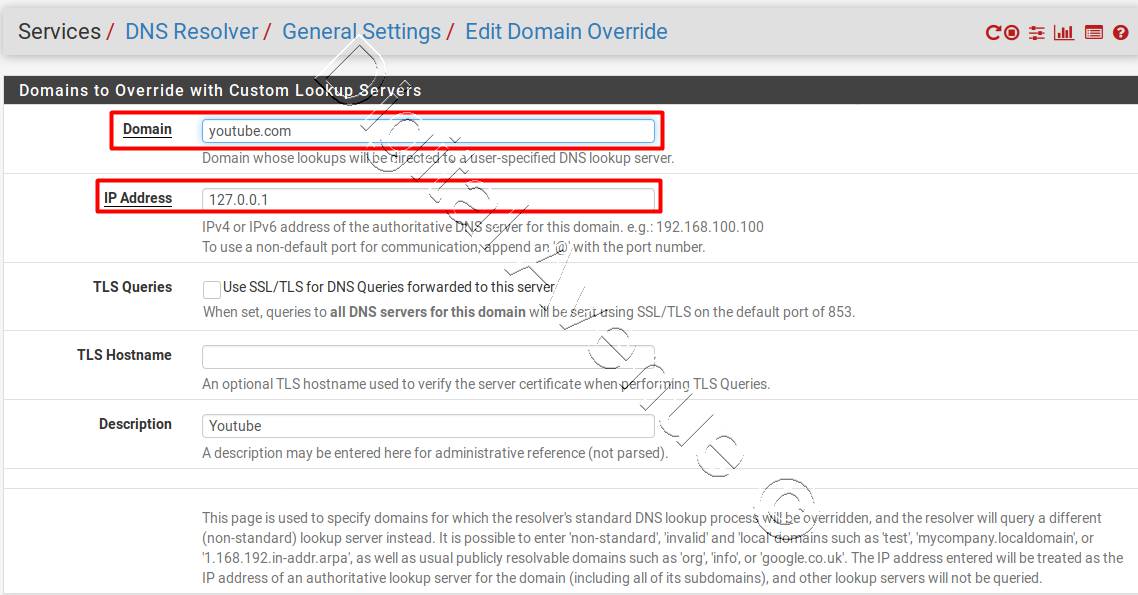 Services / DNS Resolver / General Settings / Edit Domain Override
Domains to Override with Custom Lookup Servers
Domain youtube.com
Domain whose lookups will be directed to a user-specified DNS lookup server.
IP Address 127.0.0.1
IPv4 or IPv6 address of the authoritative DNS server for this domain. e.g.: 192.168.100.100
To use a non-default port for communication, append an '@' with the port number.
TLS Queries Use SSL/TLS for DNS Queries forwarded to this server
When set, queries to all DNS servers for this domain will be sent using SSL/TLS on the default port of 853.
TLS Hostname
An optional TLS hostname used to verify the server certificate when performing TLS Queries.
Description Youtube
A description may be entered here for administrative reference (not parsed).
This page is used to specify domains for which the resolver's standard DNS lookup process will be overridden, and the resolver will query a different
(non-standard) lookup server instead. It is possible to enter 'non-standard', 'invalid' and 'local' domains such as 'test', 'mycompany.localdomain', or
'1.168.192.in-addr.arpa', as well as usual publicly resolvable domains such as 'org', 'info', or 'google.co.uk'. The IP address entered will be treated as the
IP address of an authoritative lookup server for the domain (including all of its subdomains), and other lookup servers will not be queried.
Digital Avenue ©